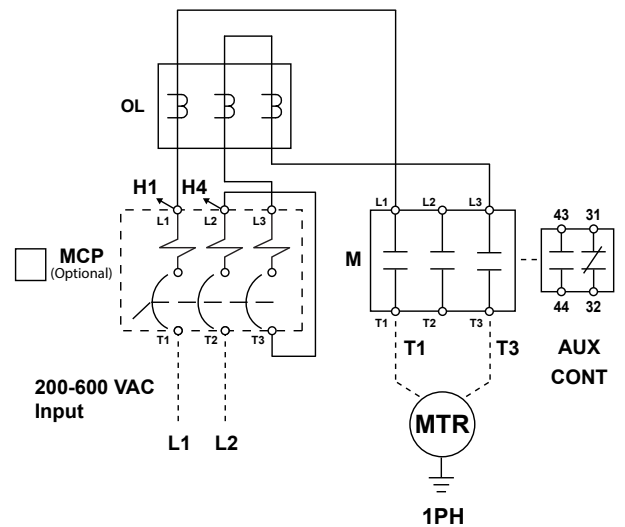 OL
H1
H4
L1
L2
L3
MCP
(Optional)
T1
T2
T3
200-600 VAC
Input
L1
L2
L1
L2
L3
M
T1
T2
T3
T1
T3
43
31
44
32
AUX
CONT
MTR
1PH